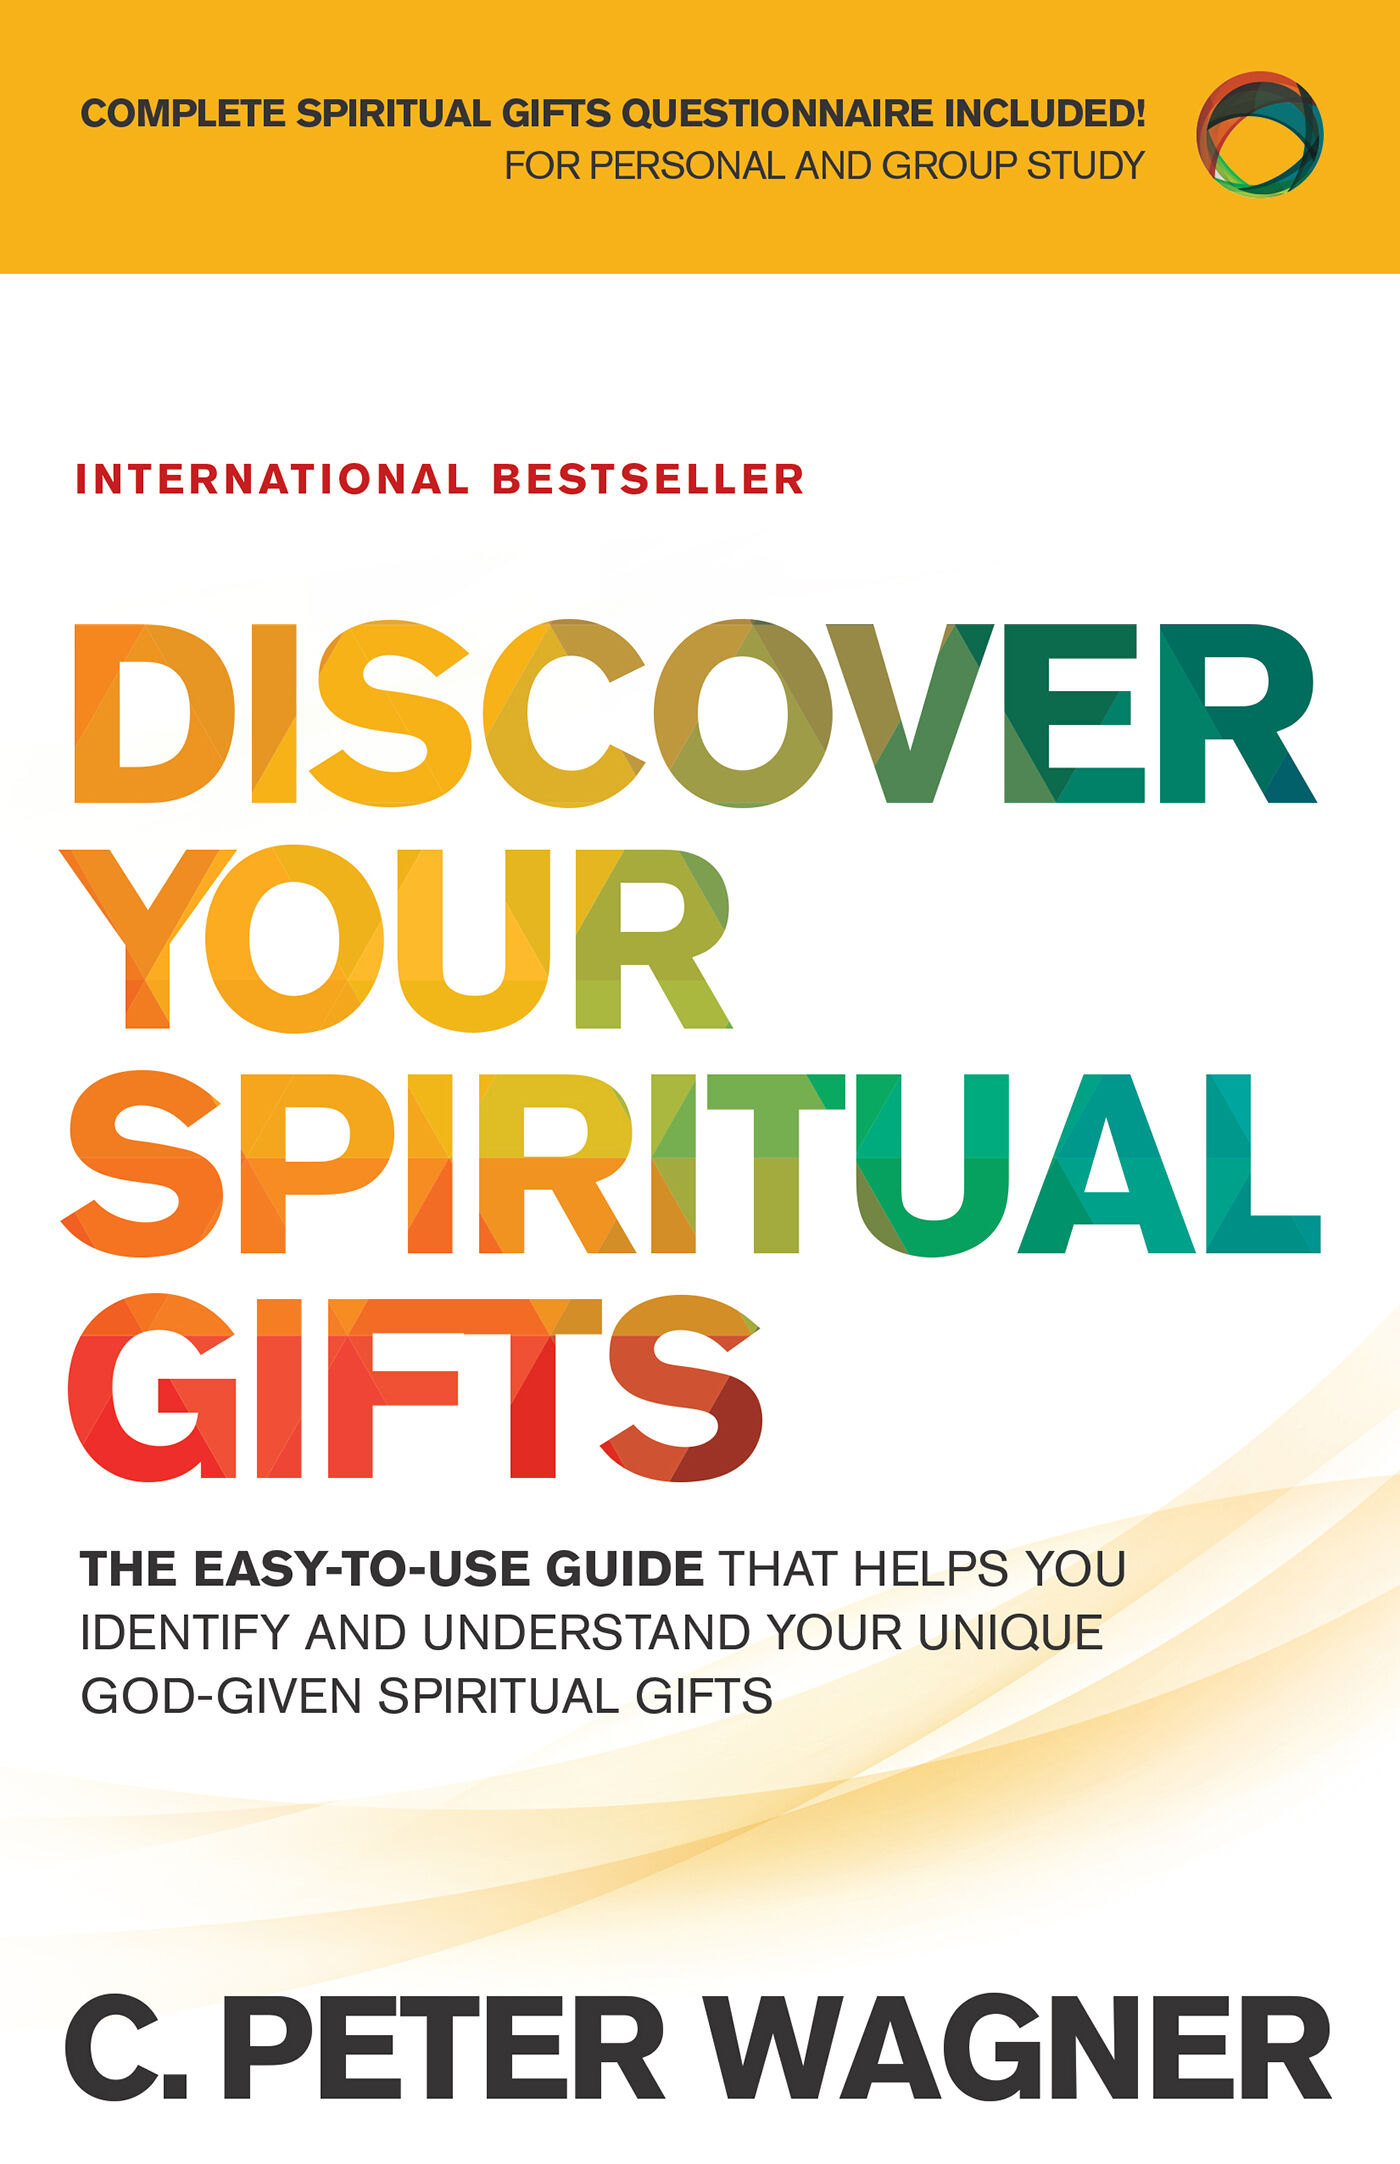 COMPLETE SPIRITUAL GIFTS QUESTIONNAIRE INCLUDED!
FOR PERSONAL AND GROUP STUDY
INTERNATIONAL BESTSELLER
DISCOVER
YOUR
SPIRITUAL
GIFTS
THE EASY-TO-USE GUIDE THAT HELPS YOU
IDENTIFY AND UNDERSTAND YOUR UNIQUE
GOD-GIVEN SPIRITUAL GIFTS
C. PETER WAGNER